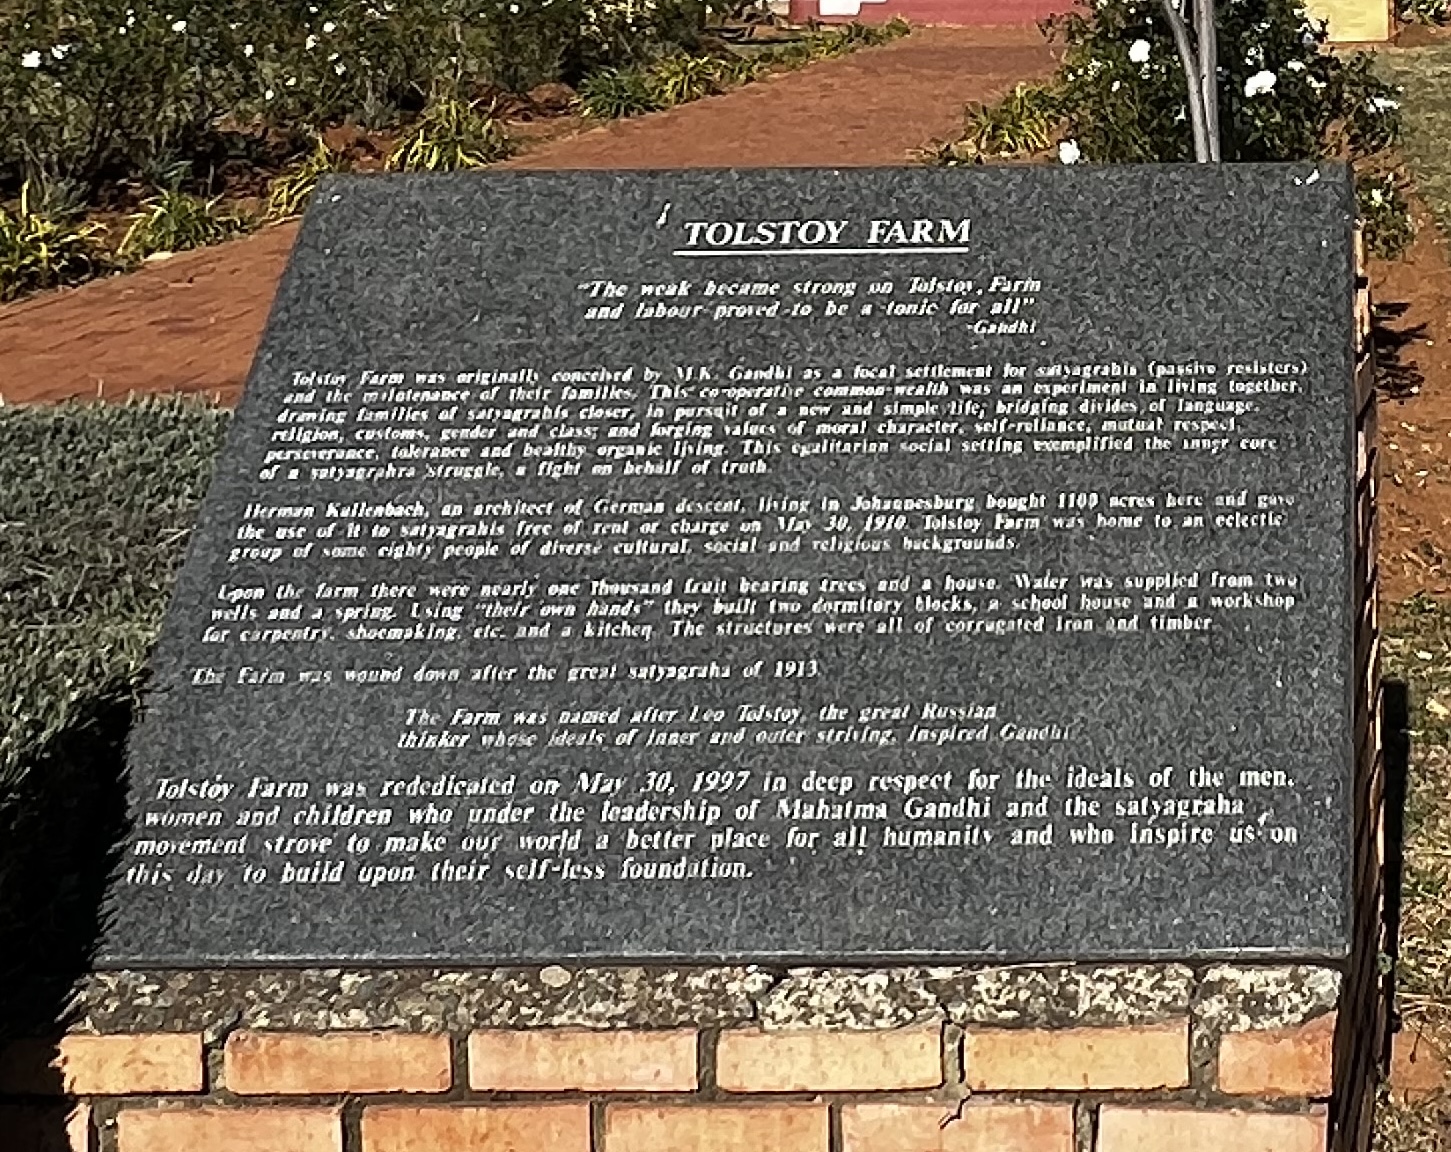 TOLSTOY FARM
"The weak became strong on Tolstoy Farm
and labour proved to be a tonic for all"
-Gandhi
Tolstoy Farm was originally conceived by M.K. Gandhi as a focal settlement for satyagrahis (passive resisters)
and the maintenance of their families. This co-operative common-wealth was an experiment in living together,
drawing families of satyagrahis closer, in pursuit of a new and simple life; bridging divides of language,
religion, customs, gender and class; and forging values of moral character, self-reliance, mutual respect,
perseverance, tolerance and healthy organic living. This egalitarian social setting exemplified the inner core
of a satyagrahra struggle, a fight on behalf of truth.
Herman Kallenbach, an architect of German descent, living in Johannesburg bought 1100 acres here and gave
the use of it to satyagrahis free of rent or charge on May 30, 1910. Tolstoy Farm was home to an eclectic
group of some eighty people of diverse cultural, social and religious backgrounds.
Upon the farm there were nearly one Thousand fruit bearing trees and a house. Water was supplied from two
wells and a spring. Using "their own hands" they built two dormitory blocks, a school house and a workshop
for carpentry, shoemaking, etc. and a kitchen. The structures were all of corrugated iron and timber.
The Farm was wound down after the great satyagraha of 1913
The Farm was named after Leo Tolstoy, the great Russian
thinker whose ideals of inner and outer striving, inspired Gandhi
Tolstoy Farm was rededicated on May 30, 1997 in deep respect for the ideals of the men,
women and children who under the leadership of Mahatma Gandhi and the satyagraha
movement strove to make our world a better place for all humanity and who inspire us on
this day to build upon their self-less foundation.